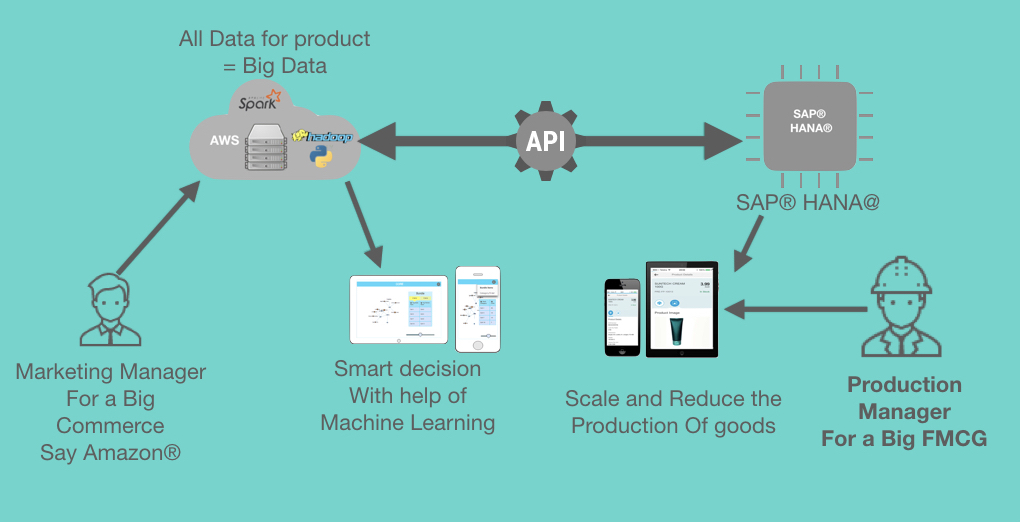 All Data for product
= Big Data
Spark
AWS
hadoop
API
SAP®
HANA®
SAP® HANA@
Marketing Manager
For a Big
Commerce
Say Amazon®
Smart decision
With help of
Machine Learning
3.99
Product Image
Scale and Reduce the
Production Of goods
Production
Manager
For a Big FMCG